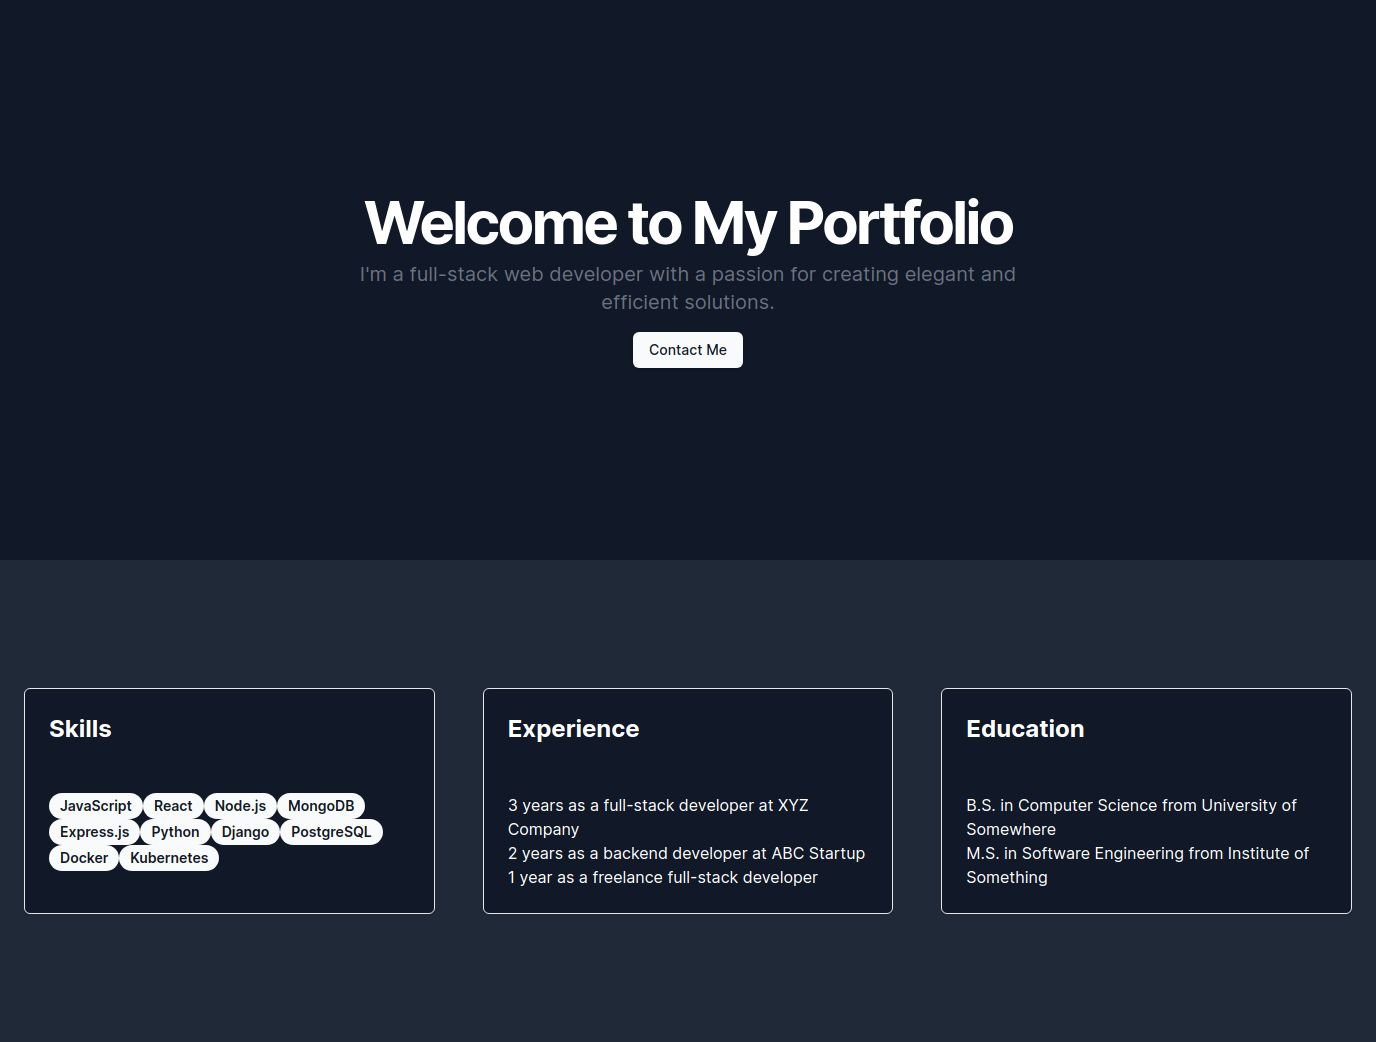 Welcome to My Portfolio
I'm a full-stack web developer with a passion for creating elegant and
efficient solutions.
Contact Me
Skills
JavaScript React Node.js MongoDB
Express.js Python Django PostgreSQL
Docker Kubernetes
Experience
3 years as a full-stack developer at XYZ
Company
2 years as a backend developer at ABC Startup
1 year as a freelance full-stack developer
Education
B.S. in Computer Science from University of
Somewhere
M.S. in Software Engineering from Institute of
Something